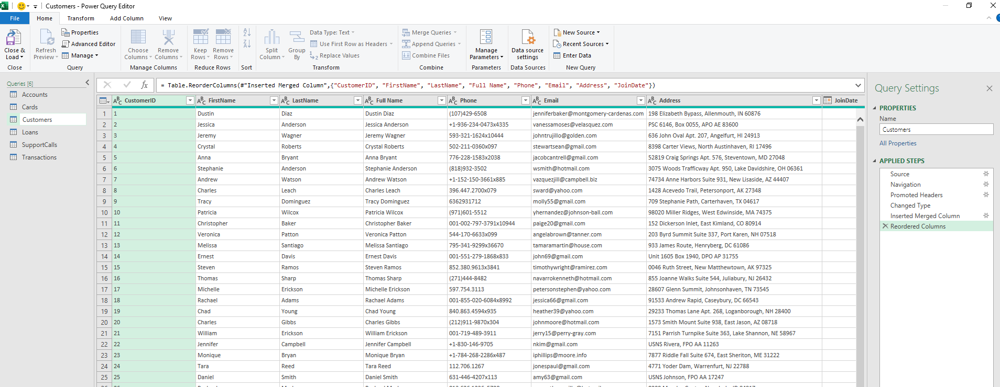 Customers - Power Query Editor
File Home Transform Add Column View
Close & Load
Close
Refresh Preview
Properties
Advanced Editor
Manage
Query
Choose Columns
Remove Columns
Manage Columns
Keep Rows
Remove Rows
Reduce Rows
Sort
Split Column
Group By
Data Type: Text
Use First Row as Headers
Replace Values
Transform
Merge Queries
Append Queries
Combine Files
Combine
Manage Parameters
Parameters
Data source settings
Data Sources
New Source
Recent Sources
Enter Data
New Query
Queries [6]
Accounts
Cards
Customers
Loans
SupportCalls
Transactions
= Table.ReorderColumns(#"Inserted Merged Column",{"CustomerID", "FirstName", "LastName", "Full Name", "Phone", "Email", "Address", "JoinDate"})
CustomerID FirstName LastName Full Name Phone Email Address JoinDate
1 1 Dustin Diaz Dustin Diaz (107)429-6508 jenniferbaker@montgomery-cardenas.com 198 Elizabeth Bypass, Allenmouth, IN 60876
2 2 Jessica Anderson Jessica Anderson +1-936-234-0473x4335 vanessamoses@velasquez.com PSC 6146, Box 0055, APO AE 83600
3 3 Jeremy Wagner Jeremy Wagner 593-321-1624x10444 johntrujillo@golden.com 636 John Oval Apt. 207, Angelfurt, HI 24913
4 4 Crystal Roberts Crystal Roberts 502-211-0360x097 stewartsean@gmail.com 8398 Carter Views, North Austinhaven, RI 17496
5 5 Anna Bryant Anna Bryant 776-228-1583x2038 jacobcantrell@gmail.com 52819 Craig Springs Apt. 576, Steventown, MD 27048
6 6 Stephanie Anderson Stephanie Anderson (818)932-3502 wsmith@hotmail.com 3075 Woods Trafficway Apt. 950, Lake Davidshire, OH 06361
7 7 Andrew Watson Andrew Watson +1-152-150-3661x885 vazquezjill@campbell.biz 74734 Anne Harbors Suite 931, New Lisaside, AZ 44407
8 8 Charles Leach Charles Leach 396.447.2700x079 sward@yahoo.com 1428 Acevedo Trail, Petersonport, AK 27348
9 9 Tracy Dominguez Tracy Dominguez 6362931712 molly55@gmail.com 709 Stephanie Path, Carterhaven, TX 04617
10 10 Patricia Wilcox Patricia Wilcox (971)601-5512 yhernandez@johnson-ball.com 98020 Miller Ridges, West Edwinside, MA 74375
11 11 Christopher Baker Christopher Baker 001-002-797-3791x10944 paige20@gmail.com 152 Dickerson Inlet, East Kimland, CO 80914
12 12 Veronica Patton Veronica Patton 544-170-6633x099 angelabrown@tanner.com 203 Byrd Summit Suite 337, Port Karen, NH 07518
13 13 Melissa Santiago Melissa Santiago 795-341-9299x36670 tamaramartin@house.com 933 James Route, Henryberg, DC 61086
14 14 Ernest Davis Ernest Davis 001-551-279-1868x833 john69@gmail.com Unit 1605 Box 1940, DPO AP 31755
15 15 Steven Ramos Steven Ramos 852.380.9613x3841 timothywright@ramirez.com 0046 Ruth Street, New Matthewtown, AK 97325
16 16 Thomas Sharp Thomas Sharp (271)444-8482 navarrokenneth@hotmail.com 855 Joanne Walks Suite 544, Juliabury, NJ 26432
17 17 Michelle Erickson Michelle Erickson 597.754.3113 petersonstephen@yahoo.com 28607 Glenn Summit, Johnsonhaven, TN 73545
18 18 Rachael Adams Rachael Adams 001-855-020-6084x8992 jessica66@gmail.com 91533 Andrew Rapid, Caseybury, DC 66543
19 19 Chad Young Chad Young 840.863.4594x935 heather39@yahoo.com 29233 Thomas Lane Apt. 268, Loganborough, NH 28400
20 20 Charles Gibbs Charles Gibbs (212)911-9870x304 johnmoore@hotmail.com 1573 Smith Mount Suite 938, East Jason, AZ 08718
21 21 William Erickson William Erickson 001-719-489-3911 jerry15@perry-gray.com 7151 Parrish Turnpike Suite 363, Lake Shannon, NE 58967
22 22 Jennifer Campbell Jennifer Campbell +1-830-146-9705 nkim@gmail.com USNS Rivera, FPO AA 11263
23 23 Monique Bryan Monique Bryan +1-784-268-2286x487 iphillips@moore.info 7877 Riddle Fall Suite 674, East Sheriton, ME 31222
24 24 Tara Reed Tara Reed 112.706.1267 jonespaul@gmail.com 4771 Yoder Dam, Warrenfurt, NJ 22788
25 25 Daniel Smith Daniel Smith 631-446-4207x113 amy63@gmail.com USNS Johnson, FPO AA 17247
Query Settings
PROPERTIES
Name
Customers
All Properties
APPLIED STEPS
Source
Navigation
Promoted Headers
Changed Type
Inserted Merged Column
Reordered Columns